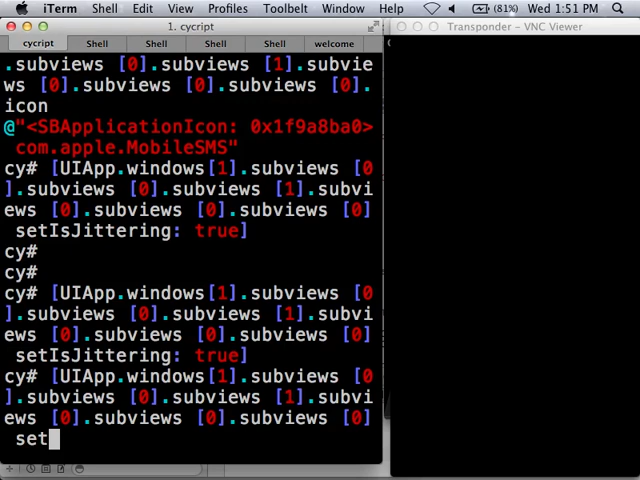 iTerm Shell Edit View Profiles Toolbelt Window Help (81%) Wed 1:51 PM
1. cycript
Transponder – VNC Viewer
cycript Shell Shell Shell Shell welcome
.subviews [0].subviews [1].subvie
ws [0].subviews [0].subviews [0].
icon
@"<SBApplicationIcon: 0x1f9a8ba0>
com.apple.MobileSMS"
cy# [UIApp.windows[1].subviews [0
].subviews [0].subviews [1].subvi
ews [0].subviews [0].subviews [0]
setIsJittering: true]
cy#
cy#
cy# [UIApp.windows[1].subviews [0
].subviews [0].subviews [1].subvi
ews [0].subviews [0].subviews [0]
setIsJittering: true]
cy# [UIApp.windows[1].subviews [0
].subviews [0].subviews [1].subvi
ews [0].subviews [0].subviews [0]
set